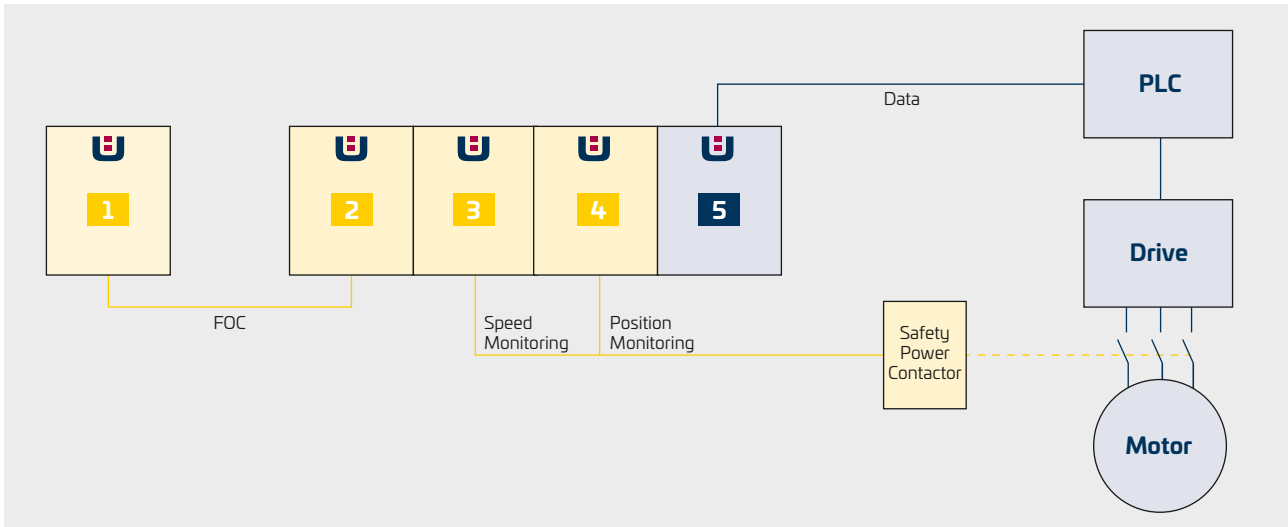 PLC
Data
1
2
3
4
5
Drive
FOC
Speed
Monitoring
Position
Monitoring
Safety
Power
Contactor
Motor